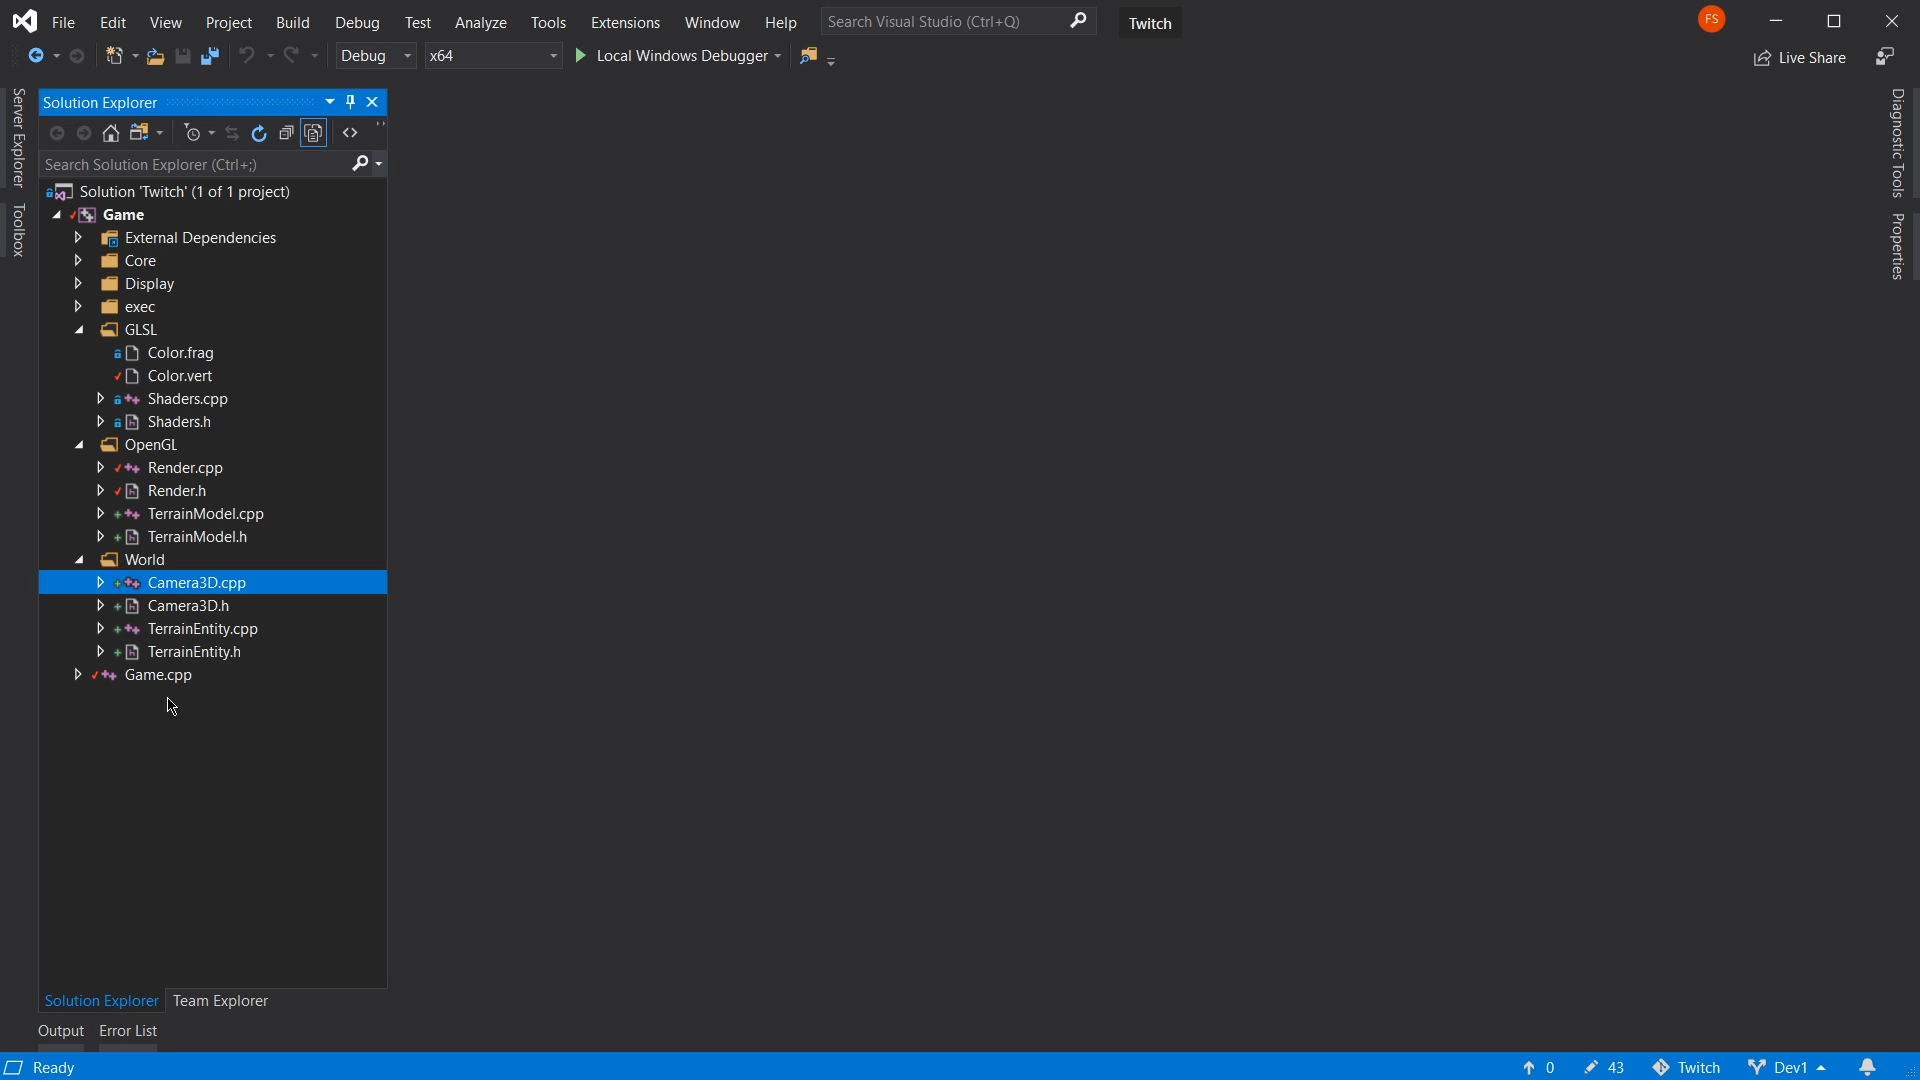 File Edit View Project Build Debug Test Analyze Tools Extensions Window Help Search Visual Studio (Ctrl+Q) Twitch FS
Debug x64 Local Windows Debugger Live Share
Server Explorer
Toolbox
Solution Explorer
Search Solution Explorer (Ctrl+;)
Solution 'Twitch' (1 of 1 project)
Game
External Dependencies
Core
Display
exec
GLSL
Color.frag
Color.vert
Shaders.cpp
Shaders.h
OpenGL
Render.cpp
Render.h
TerrainModel.cpp
TerrainModel.h
World
Camera3D.cpp
Camera3D.h
TerrainEntity.cpp
TerrainEntity.h
Game.cpp
Diagnostic Tools
Properties
Solution Explorer Team Explorer
Output Error List
Ready 0 43 Twitch Dev1